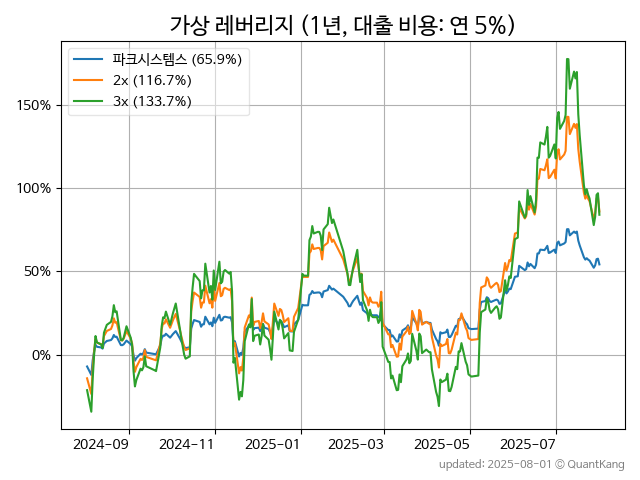 가상 레버리지 (1년, 대출 비용: 연 5%)
파크시스템스 (65.9%)
2x (116.7%)
3x (133.7%)
150%
100%
50%
0%
2024-09 2024-11 2025-01 2025-03 2025-05 2025-07
updated: 2025-08-01 © QuantKang